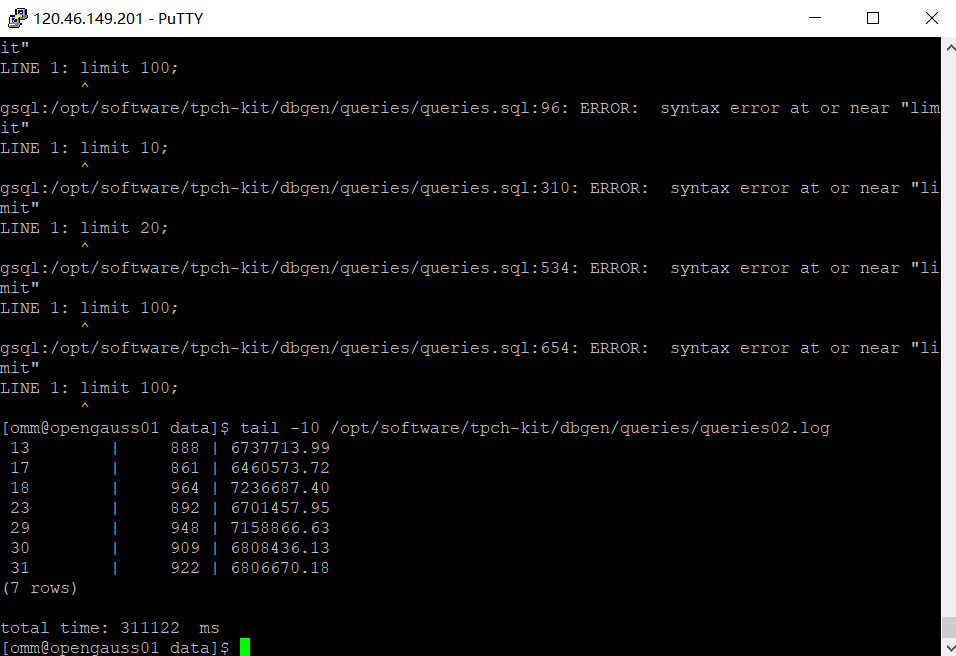 120.46.149.201 - PuTTY
it"
LINE 1: limit 100;
^
gsql:/opt/software/tpch-kit/dbgen/queries/queries.sql:96: ERROR:  syntax error at or near "lim
it"
LINE 1: limit 10;
^
gsql:/opt/software/tpch-kit/dbgen/queries/queries.sql:310: ERROR:  syntax error at or near "li
mit"
LINE 1: limit 20;
^
gsql:/opt/software/tpch-kit/dbgen/queries/queries.sql:534: ERROR:  syntax error at or near "li
mit"
LINE 1: limit 100;
^
gsql:/opt/software/tpch-kit/dbgen/queries/queries.sql:654: ERROR:  syntax error at or near "li
mit"
LINE 1: limit 100;
^
[omm@opengauss01 data]$ tail -10 /opt/software/tpch-kit/dbgen/queries/queries02.log
13         |     888 | 6737713.99
17         |     861 | 6460573.72
18         |     964 | 7236687.40
23         |     892 | 6701457.95
29         |     948 | 7158866.63
30         |     909 | 6808436.13
31         |     922 | 6806670.18
(7 rows)
total time: 311122  ms
[omm@opengauss01 data]$